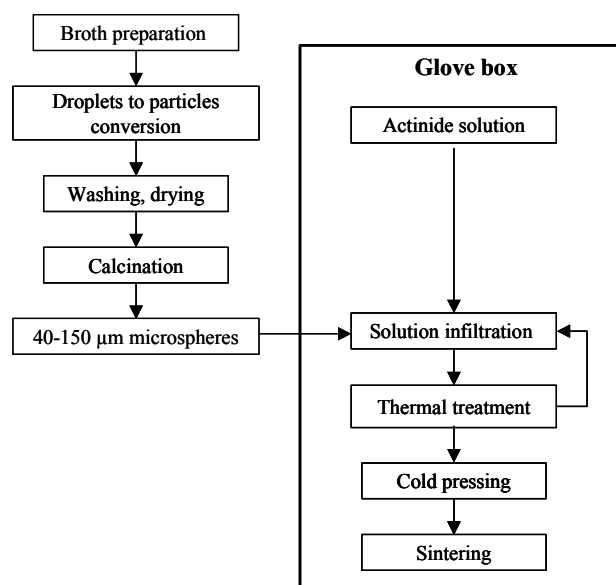 Broth preparation
Droplets to particles
conversion
Washing, drying
Calcination
40-150 µm microspheres
Glove box
Actinide solution
Solution infiltration
Thermal treatment
Cold pressing
Sintering